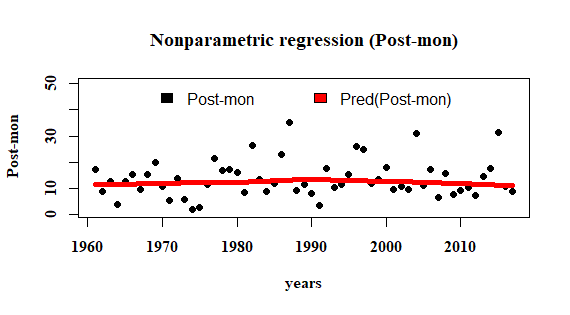 Nonparametric regression (Post-mon)
Post-mon
Pred(Post-mon)
Post-mon
50
30
10
0
1960 1970 1980 1990 2000 2010
years